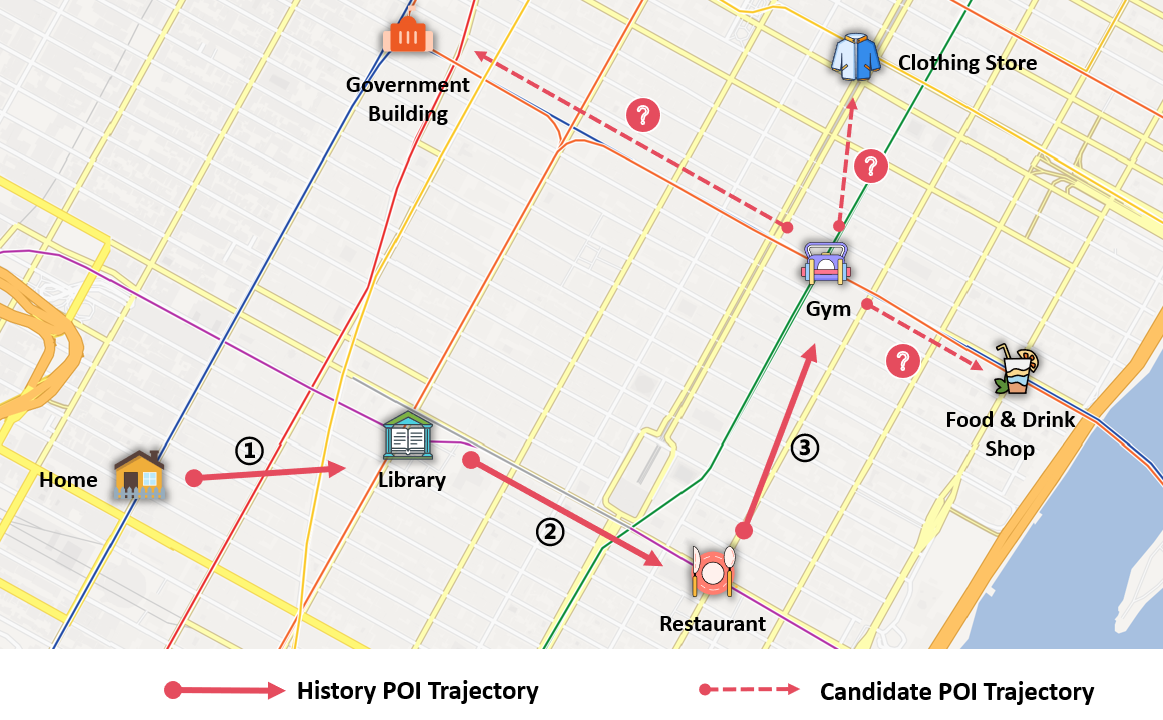 Government
Building
?
Clothing Store
?
Gym
?
Food & Drink
Shop
①
Home
Library
②
③
Restaurant
History POI Trajectory
Candidate POI Trajectory